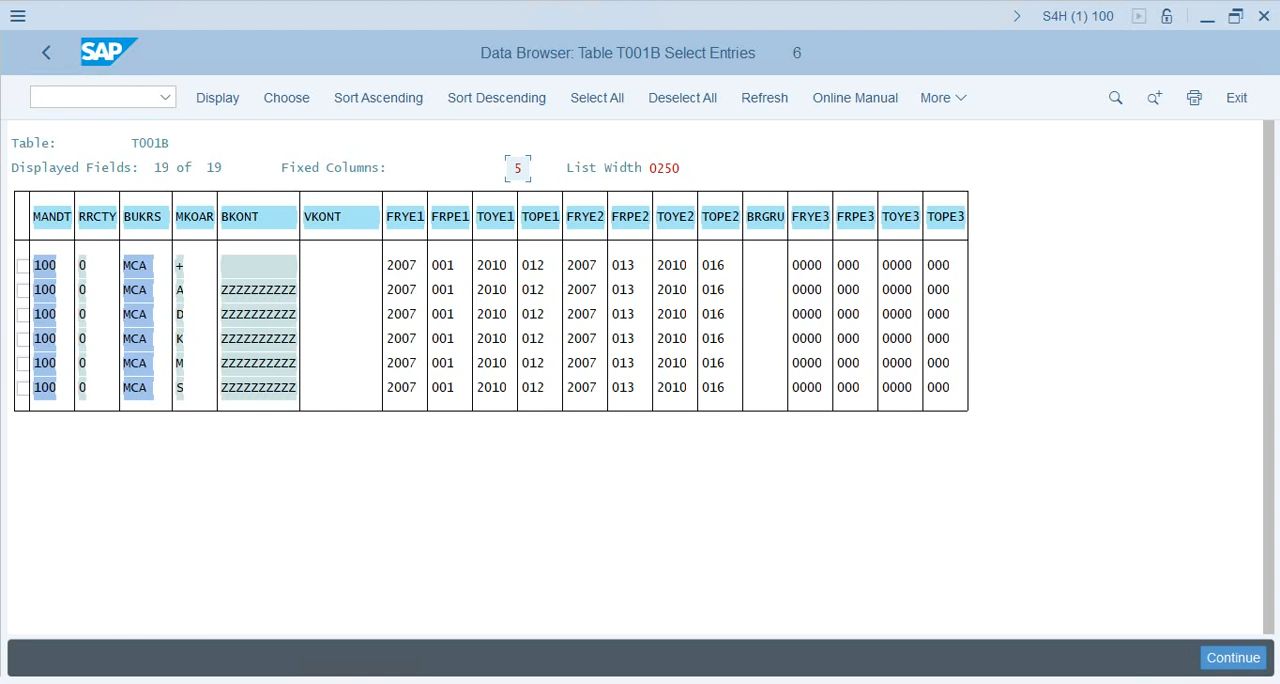 S4H (1) 100
SAP Data Browser: Table T001B Select Entries 6
Display Choose Sort Ascending Sort Descending Select All Deselect All Refresh Online Manual More Exit
Table: T001B
Displayed Fields: 19 of 19 Fixed Columns: 5 List Width 0250
MANDT RRCTY BUKRS MKOAR BKONT VKONT FRYE1 FRPE1 TOYE1 TOPE1 FRYE2 FRPE2 TOYE2 TOPE2 BRGRU FRYE3 FRPE3 TOYE3 TOPE3
100 0 MCA + 2007 001 2010 012 2007 013 2010 016 0000 000 0000 000
100 0 MCA A ZZZZZZZZZZ 2007 001 2010 012 2007 013 2010 016 0000 000 0000 000
100 0 MCA D ZZZZZZZZZZ 2007 001 2010 012 2007 013 2010 016 0000 000 0000 000
100 0 MCA K ZZZZZZZZZZ 2007 001 2010 012 2007 013 2010 016 0000 000 0000 000
100 0 MCA M ZZZZZZZZZZ 2007 001 2010 012 2007 013 2010 016 0000 000 0000 000
100 0 MCA S ZZZZZZZZZZ 2007 001 2010 012 2007 013 2010 016 0000 000 0000 000
Continue